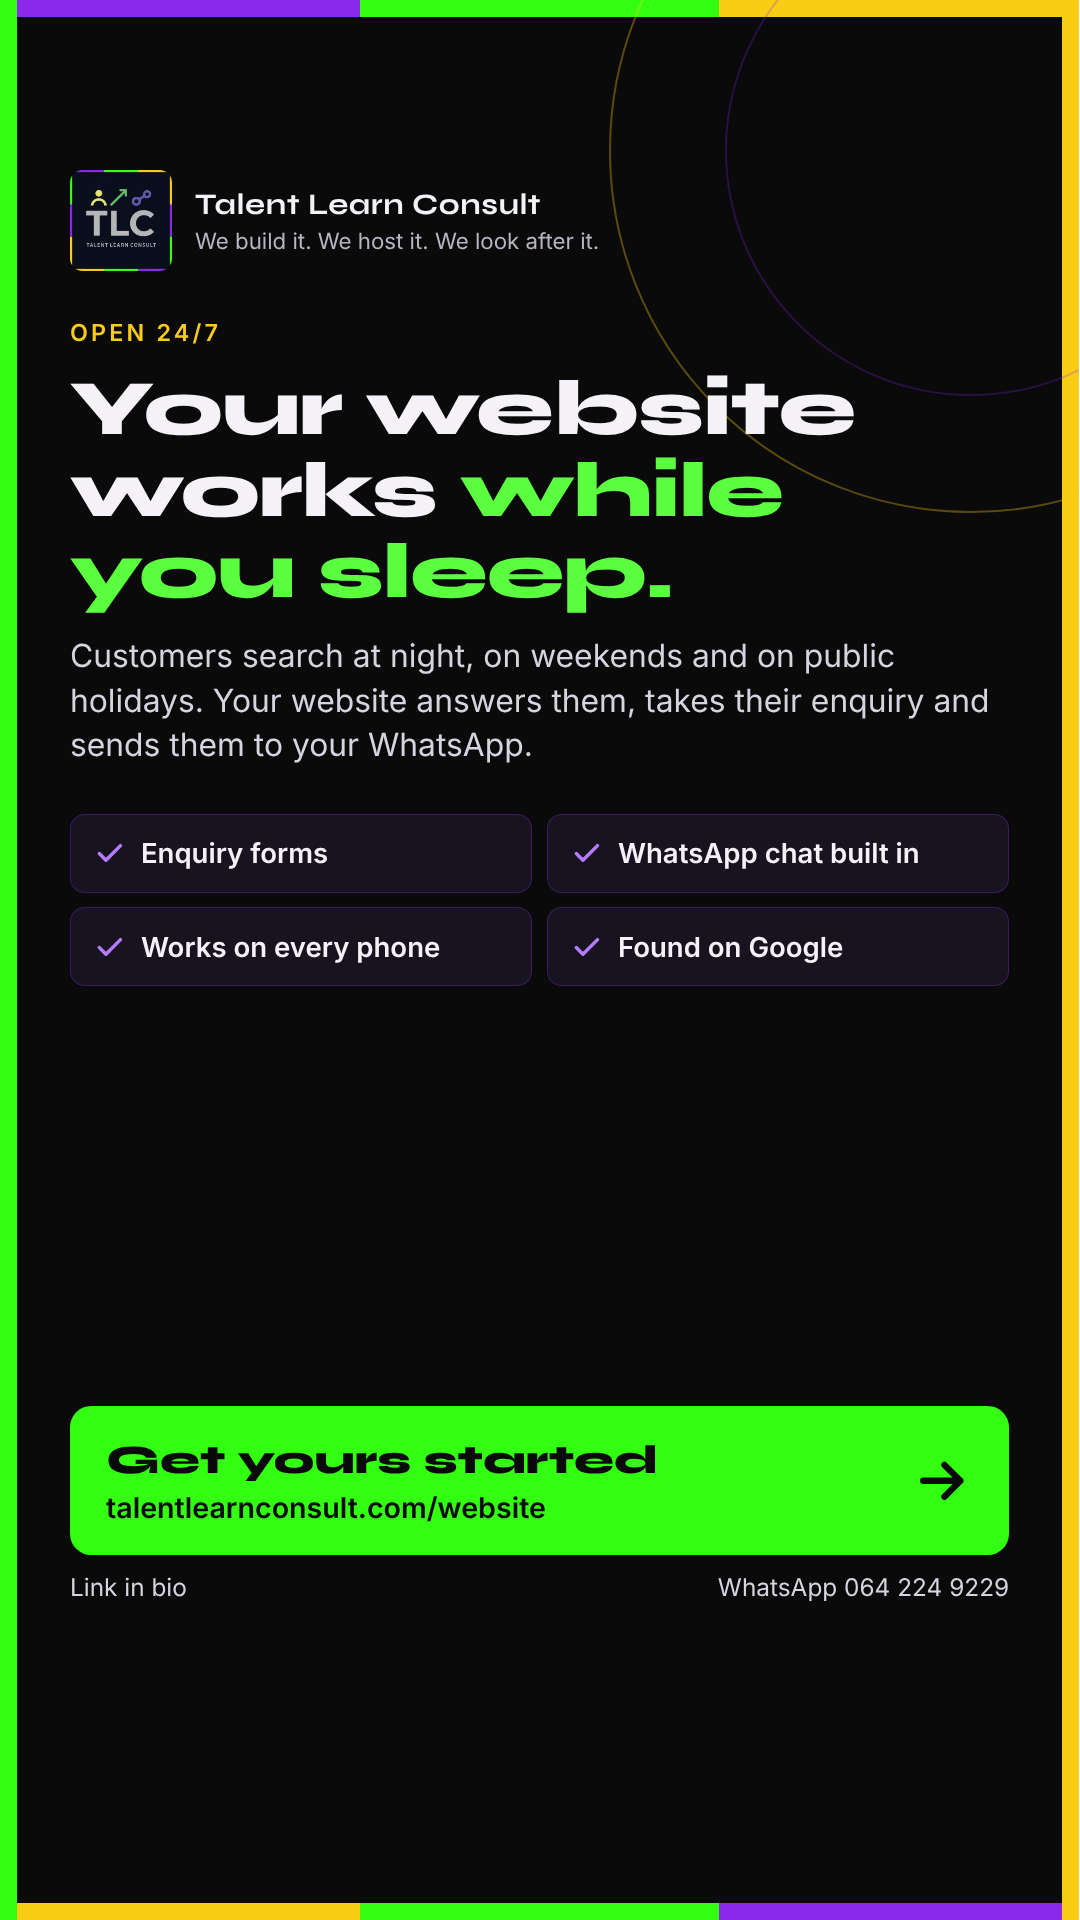 TLC
TALENT LEARN CONSULT
Talent Learn Consult
We build it. We host it. We look after it.
OPEN 24/7
Your website
works while
you sleep.
Customers search at night, on weekends and on public
holidays. Your website answers them, takes their enquiry and
sends them to your WhatsApp.
Enquiry forms
WhatsApp chat built in
Works on every phone
Found on Google
Get yours started
talentlearnconsult.com/website
Link in bio
WhatsApp 064 224 9229